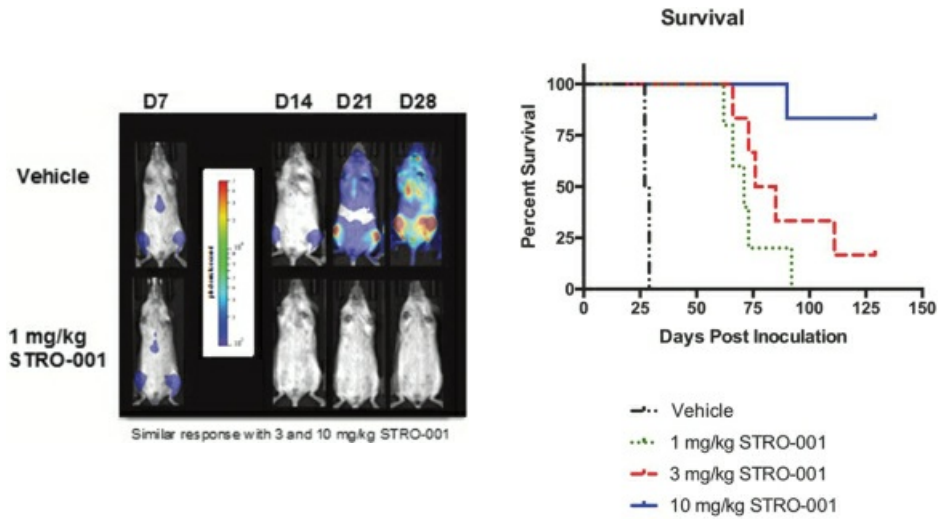 Survival
D7 D14 D21 D28
Vehicle
1 mg/kg
STRO-001
Similar response with 3 and 10 mg/kg STRO-001
Percent Survival
100
75
50
25
0
0 25 50 75 100 125 150
Days Post Inoculation
Vehicle
1 mg/kg STRO-001
3 mg/kg STRO-001
10 mg/kg STRO-001